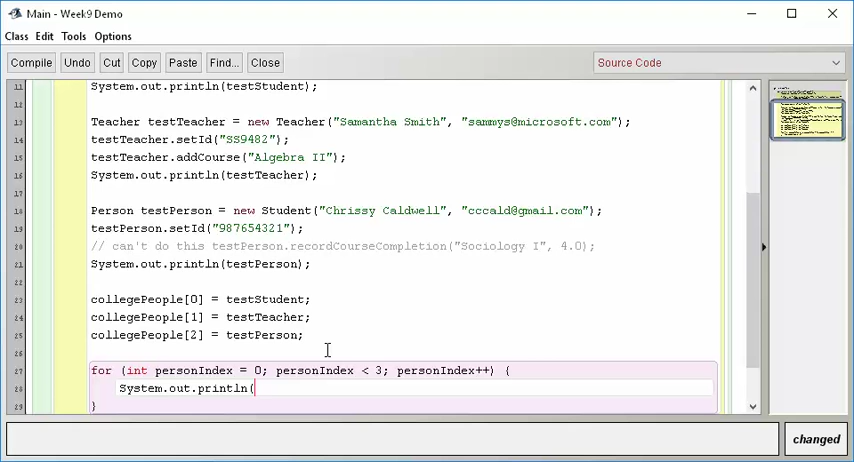 Main - Week9 Demo
Class Edit Tools Options
Compile Undo Cut Copy Paste Find... Close Source Code
11 System.out.println(testStudent);
12
13 Teacher testTeacher = new Teacher("Samantha Smith", "sammys@microsoft.com");
14 testTeacher.setId("SS9482");
15 testTeacher.addCourse("Algebra II");
16 System.out.println(testTeacher);
17
18 Person testPerson = new Student("Chrissy Caldwell", "cccald@gmail.com");
19 testPerson.setId("987654321");
20 // can't do this testPerson.recordCourseCompletion("Sociology I", 4.0);
21 System.out.println(testPerson);
22
23 collegePeople[0] = testStudent;
24 collegePeople[1] = testTeacher;
25 collegePeople[2] = testPerson;
26
27 for (int personIndex = 0; personIndex < 3; personIndex++) {
28 System.out.println(
29 }
changed